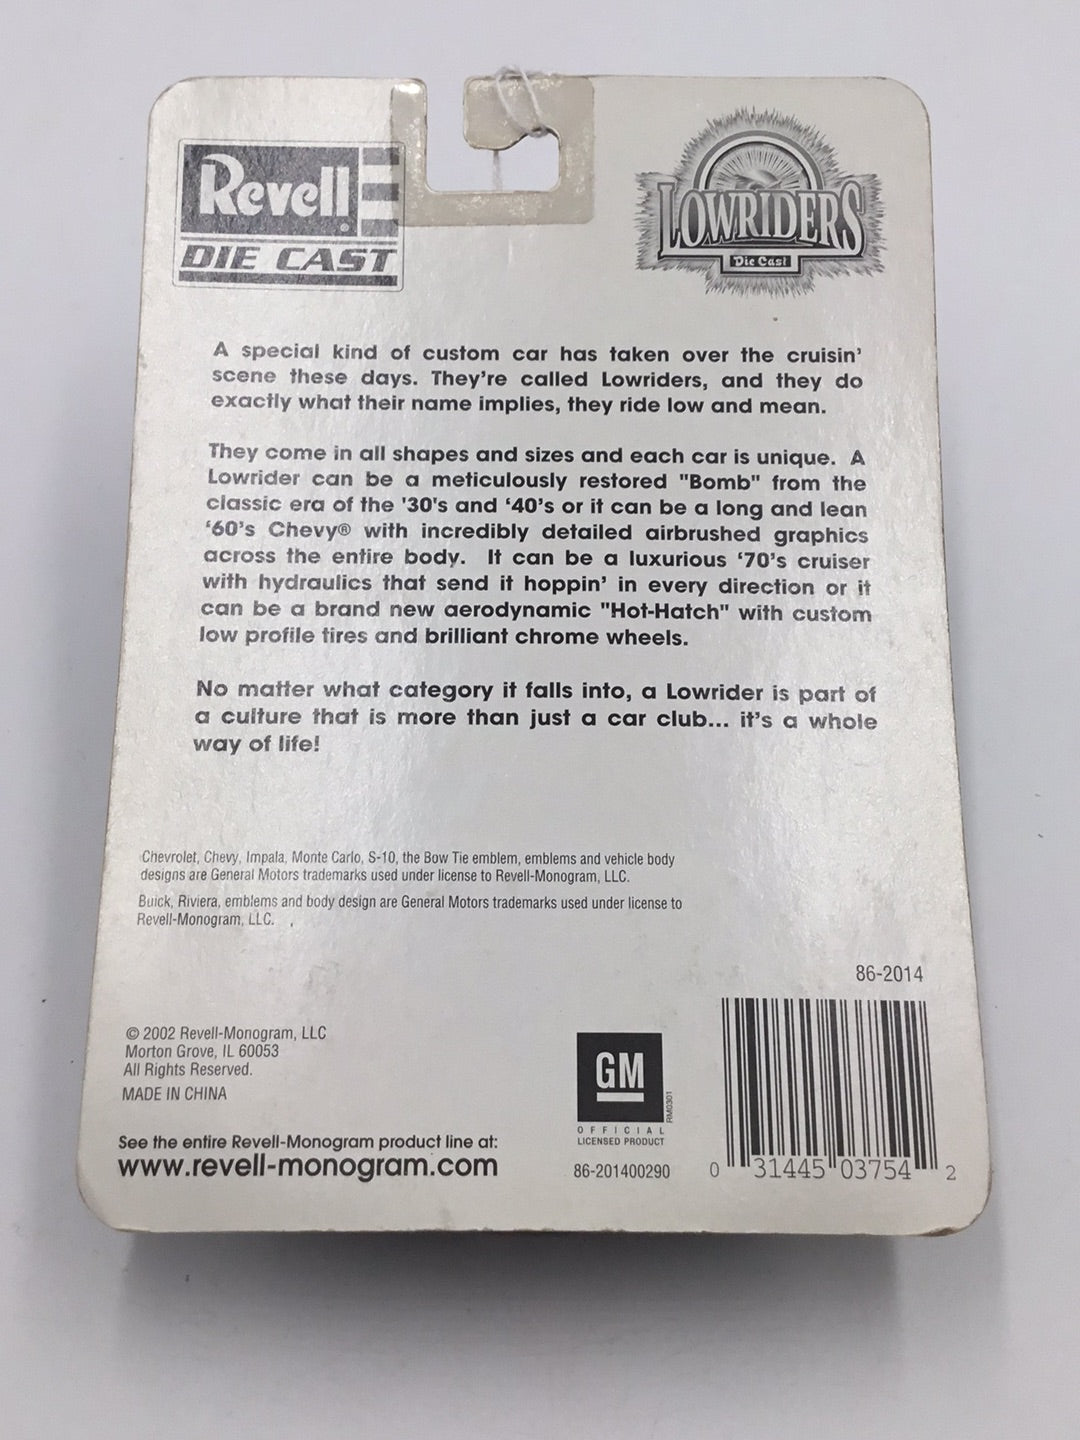 Revell
DIE CAST
LOWRIDERS
Die Cast
A special kind of custom car has taken over the cruisin'
scene these days. They're called Lowriders, and they do
exactly what their name implies, they ride low and mean.
They come in all shapes and sizes and each car is unique. A
Lowrider can be a meticulously restored "Bomb" from the
classic era of the '30's and '40's or it can be a long and lean
'60's Chevy® with incredibly detailed airbrushed graphics
across the entire body. It can be a luxurious '70's cruiser
with hydraulics that send it hoppin' in every direction or it
can be a brand new aerodynamic "Hot-Hatch" with custom
low profile tires and brilliant chrome wheels.
No matter what category it falls into, a Lowrider is part of
a culture that is more than just a car club... it's a whole
way of life!
Chevrolet, Chevy, Impala, Monte Carlo, S-10, the Bow Tie emblem, emblems and vehicle body
designs are General Motors trademarks used under license to Revell-Monogram, LLC.
Buick, Riviera, emblems and body design are General Motors trademarks used under license to
Revell-Monogram, LLC.
86-2014
© 2002 Revell-Monogram, LLC
Morton Grove, IL 60053
All Rights Reserved.
MADE IN CHINA
See the entire Revell-Monogram product line at:
www.revell-monogram.com
GM
RM0301
OFFICIAL
LICENSED PRODUCT
86-201400290
0 31445 03754 2